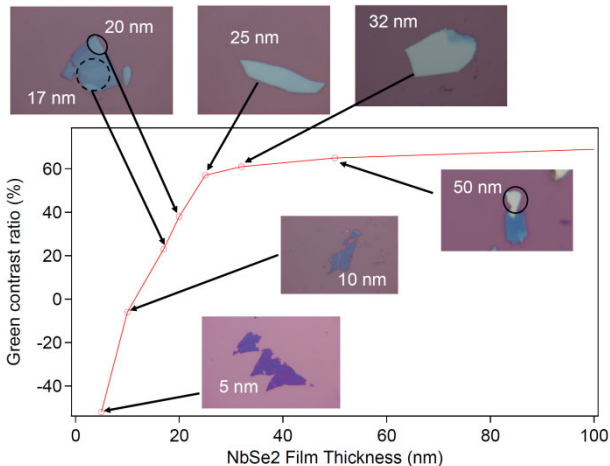 20 nm
17 nm
25 nm
32 nm
50 nm
10 nm
5 nm
Green contrast ratio (%)
60
40
20
0
-20
-40
0 20 40 60 80 100
NbSe2 Film Thickness (nm)